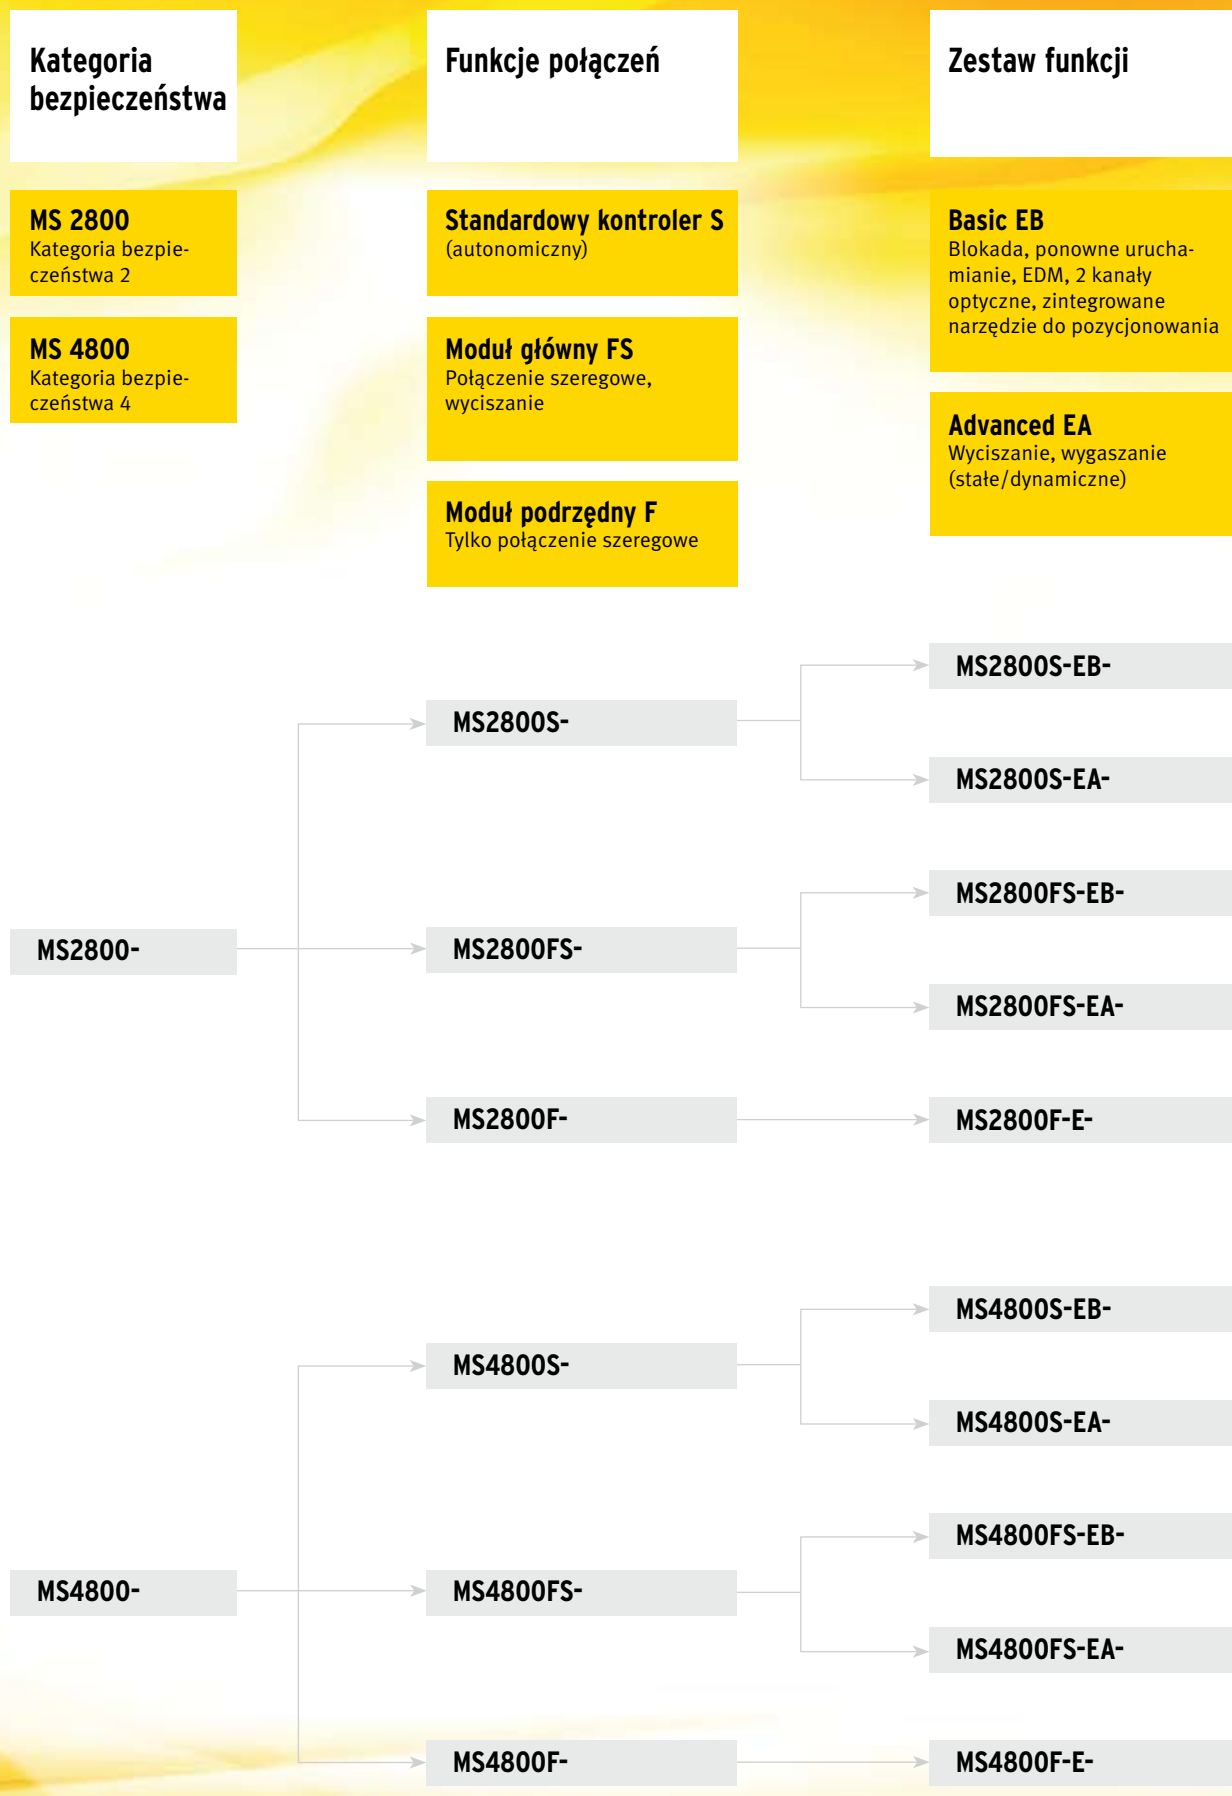 Kategoria
bezpieczeństwa
MS 2800
Kategoria bezpie-
czeństwa 2
MS 4800
Kategoria bezpie-
czeństwa 4
Funkcje połączeń
Standardowy kontroler S
(autonomiczny)
Moduł główny FS
Połączenie szeregowe,
wyciszanie
Moduł podrzędny F
Tylko połączenie szeregowe
Zestaw funkcji
Basic EB
Blokada, ponowne urucha-
mianie, EDM, 2 kanały
optyczne, zintegrowane
narzędzie do pozycjonowania
Advanced EA
Wyciszanie, wygaszanie
(stałe/dynamiczne)
MS2800-
MS2800S-
MS2800S-EB-
MS2800S-EA-
MS2800FS-
MS2800FS-EB-
MS2800FS-EA-
MS2800F-
MS2800F-E-
MS4800-
MS4800S-
MS4800S-EB-
MS4800S-EA-
MS4800FS-
MS4800FS-EB-
MS4800FS-EA-
MS4800F-
MS4800F-E-